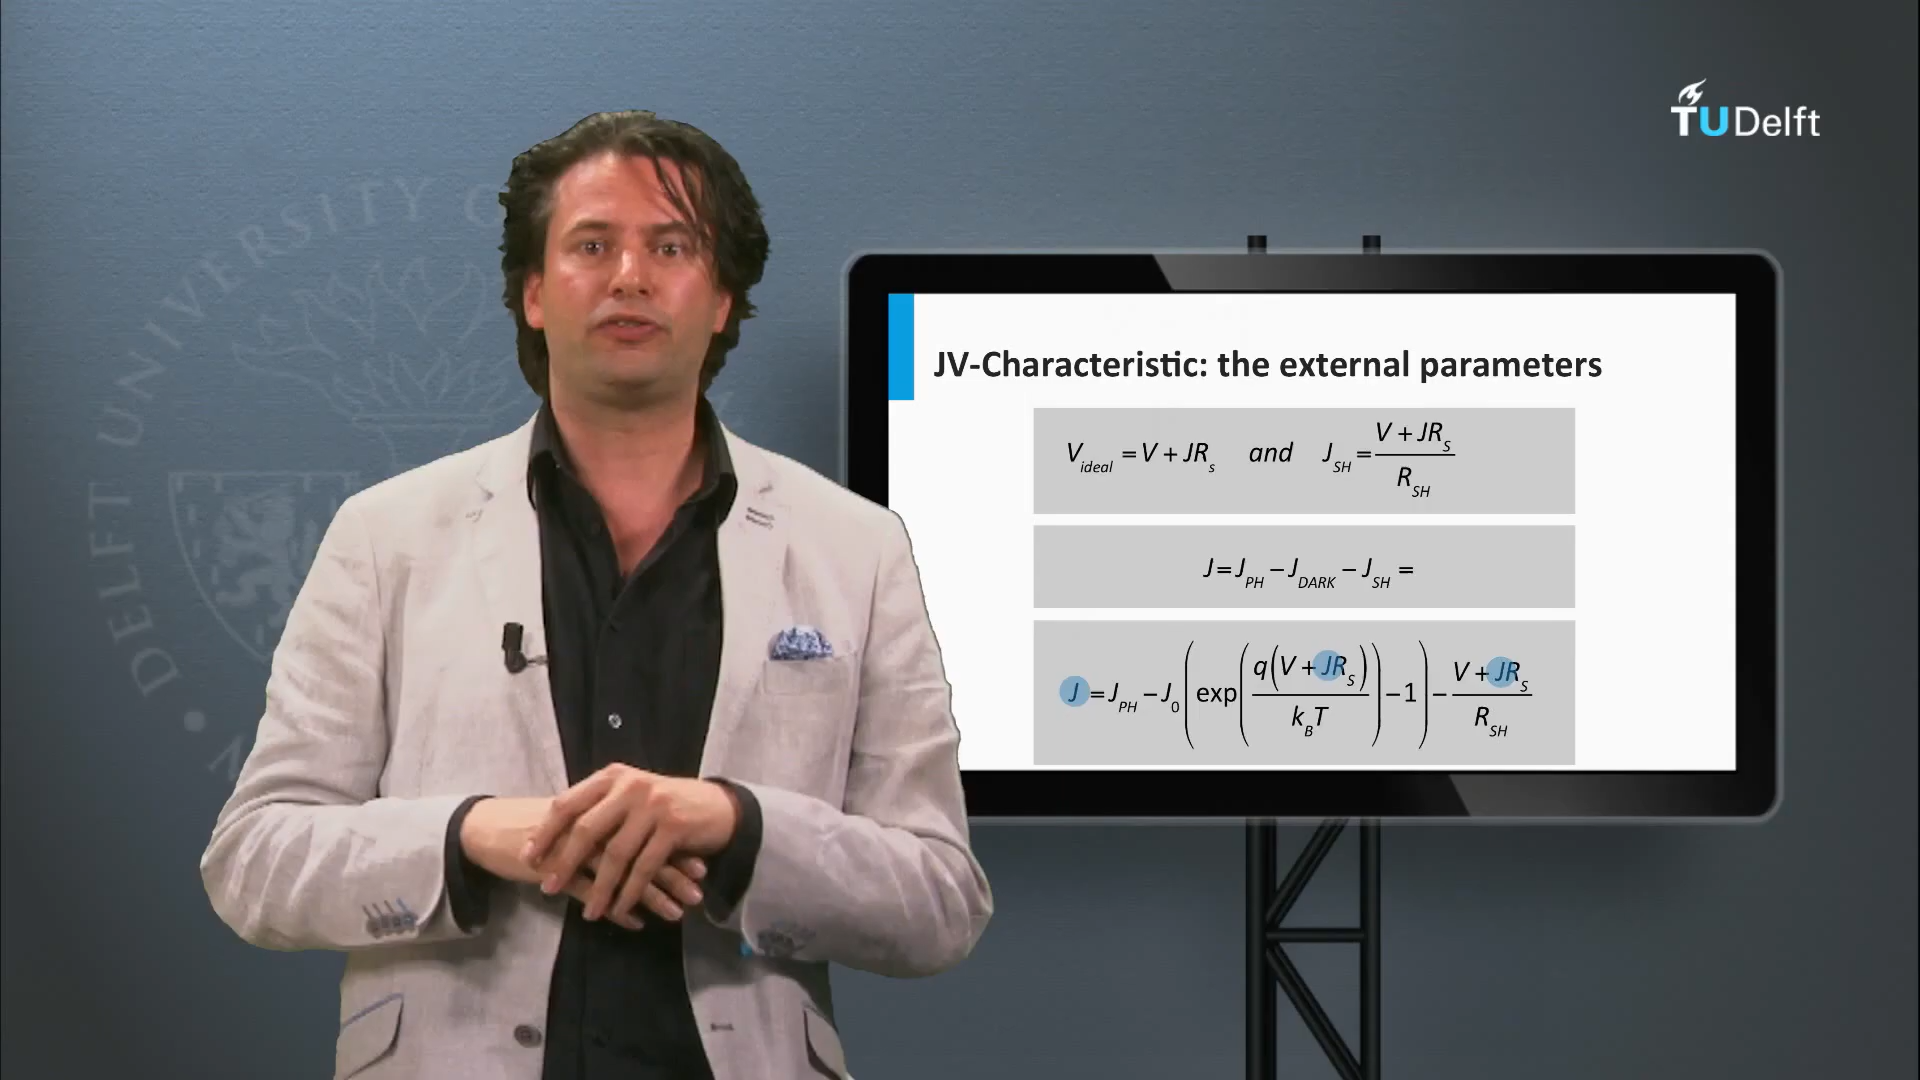 TUDelft
DELFT UNIVERSITY
JV-Characteristic: the external parameters
V_ideal = V + JR_s and J_SH = (V + JR_S) / R_SH
J = J_PH − J_DARK − J_SH =
J = J_PH − J_0 (exp(q(V + JR_S) / k_B T) − 1) − (V + JR_S) / R_SH